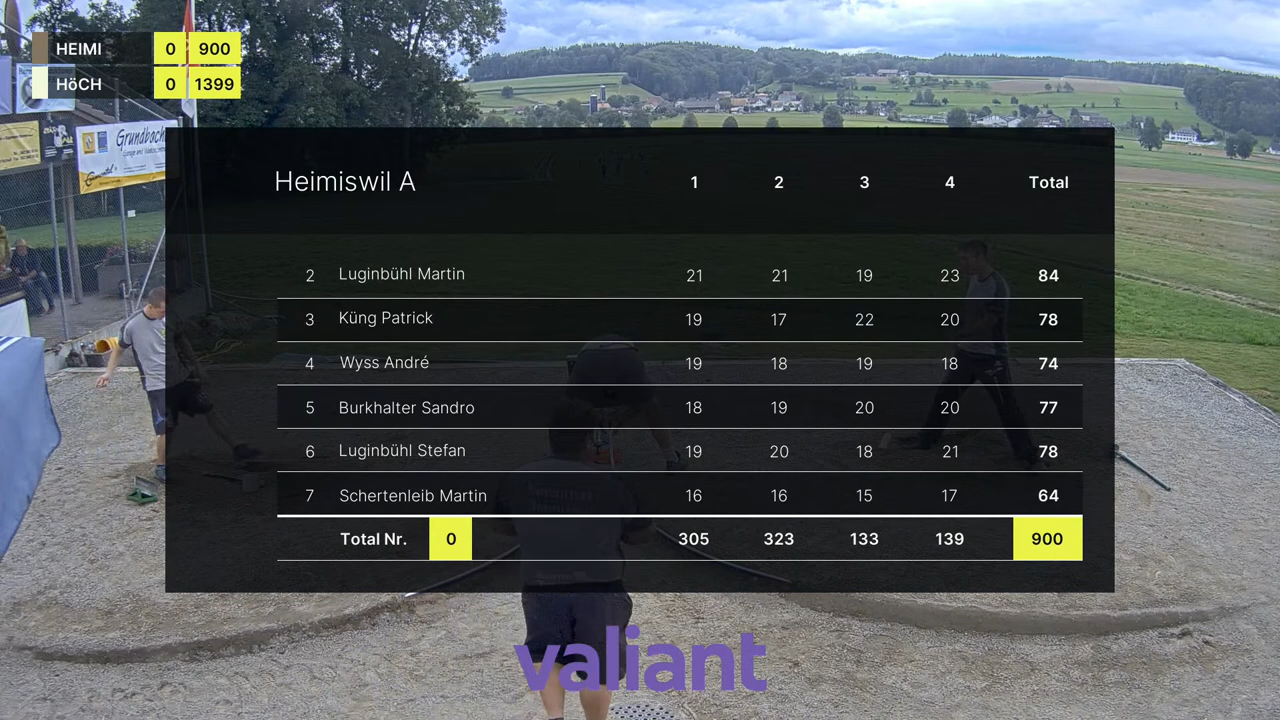 HEIMI 0 900
HöCH 0 1399
Grundbach
Heimiswil A 1 2 3 4 Total
2 Luginbühl Martin 21 21 19 23 84
3 Küng Patrick 19 17 22 20 78
4 Wyss André 19 18 19 18 74
5 Burkhalter Sandro 18 19 20 20 77
6 Luginbühl Stefan 19 20 18 21 78
7 Schertenleib Martin 16 16 15 17 64
Total Nr. 0 305 323 133 139 900
valiant